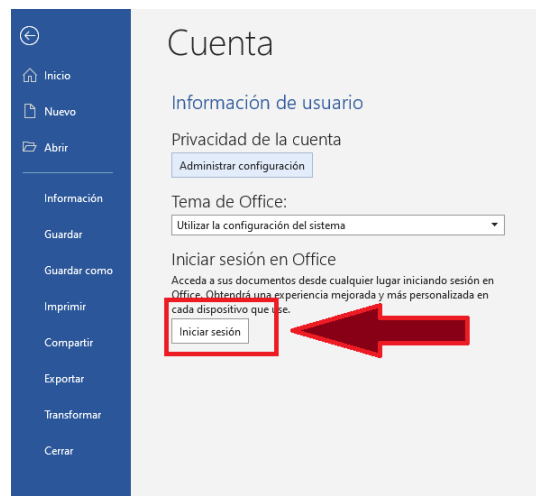 Cuenta
Inicio
Nuevo
Abrir
Información
Guardar
Guardar como
Imprimir
Compartir
Exportar
Transformar
Cerrar
Información de usuario
Privacidad de la cuenta
Administrar configuración
Tema de Office:
Utilizar la configuración del sistema
Iniciar sesión en Office
Acceda a sus documentos desde cualquier lugar iniciando sesión en
Office. Obtendrá una experiencia mejorada y más personalizada en
cada dispositivo que use.
Iniciar sesión